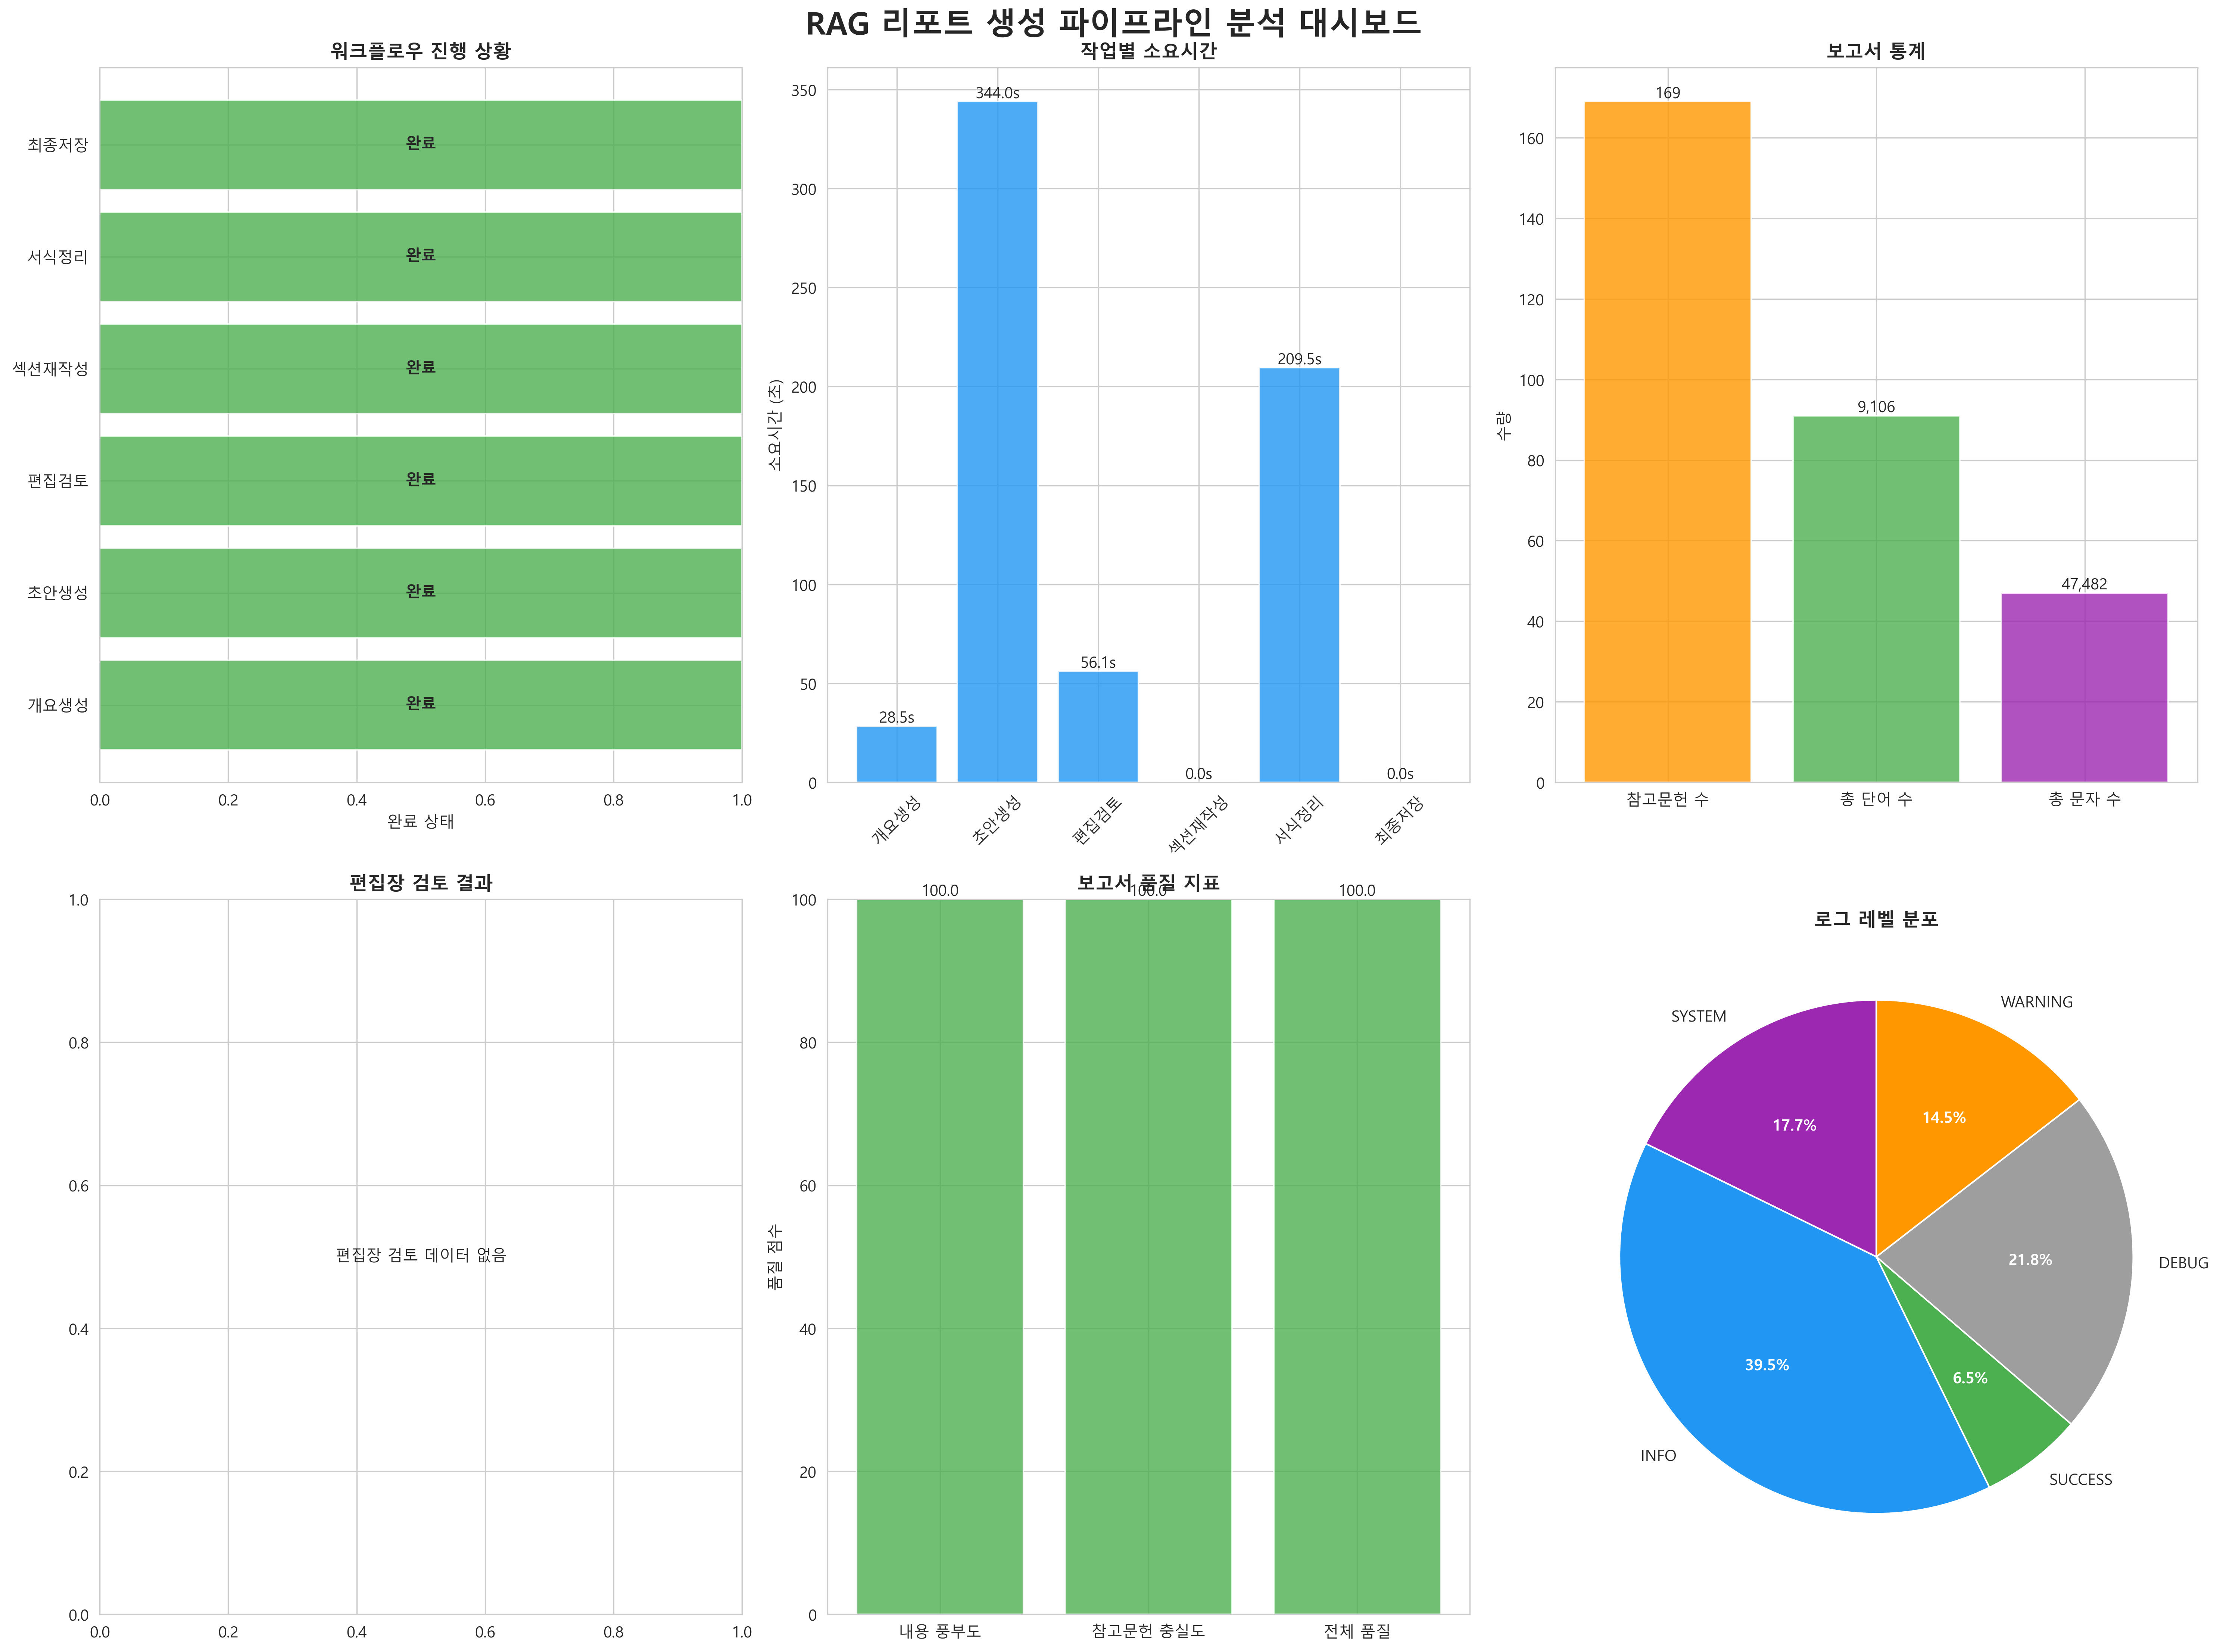 RAG 리포트 생성 파이프라인 분석 대시보드
워크플로우 진행 상황
최종저장
완료
서식정리
완료
섹션재작성
완료
편집검토
완료
초안생성
완료
개요생성
완료
0.0 0.2 0.4 0.6 0.8 1.0
완료 상태
작업별 소요시간
소요시간 (초)
350
300
250
200
150
100
50
0
28.5s
344.0s
56.1s
0.0s
209.5s
0.0s
개요생성
초안생성
편집검토
섹션재작성
서식정리
최종저장
보고서 통계
수량
160
140
120
100
80
60
40
20
0
169
9,106
47,482
참고문헌 수
총 단어 수
총 문자 수
편집장 검토 결과
1.0
0.8
0.6
0.4
0.2
0.0
편집장 검토 데이터 없음
0.0 0.2 0.4 0.6 0.8 1.0
보고서 품질 지표
품질 점수
100
80
60
40
20
0
100.0
100.0
100.0
내용 풍부도
참고문헌 충실도
전체 품질
로그 레벨 분포
SYSTEM
17.7%
WARNING
14.5%
DEBUG
21.8%
INFO
39.5%
SUCCESS
6.5%